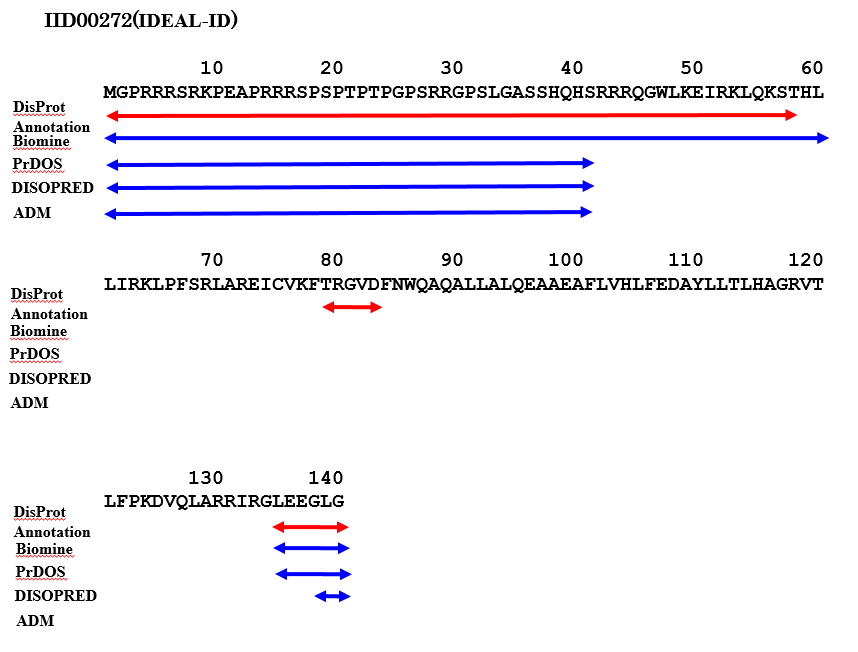 IID00272(IDEAL-ID)
10 20 30 40 50 60
MGPRRRSRKPEAPRRRSPSPTPTPGPSRRGPSLGASSHQHSRRRQGWLKEIRKLQKSTHL
DisProt
Annotation
Biomine
PrDOS
DISOPRED
ADM
70 80 90 100 110 120
LIRKLPFSRLAREICVKFTRGVDFNWQAQALLALQEAAEAFLVHLFEDAYLLTLHAGRVT
DisProt
Annotation
Biomine
PrDOS
DISOPRED
ADM
130 140
LFPKDVQLARRIRGLEEGLG
DisProt
Annotation
Biomine
PrDOS
DISOPRED
ADM